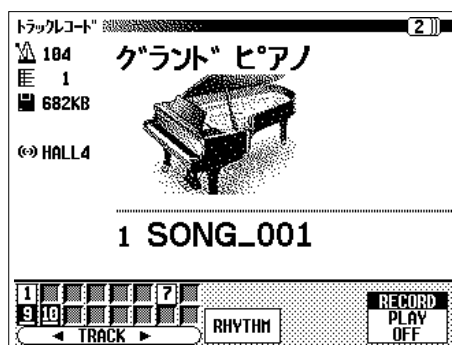 トラックレコード 2
104
1
682KB
HALL4
グランド ピアノ
1 SONG_001
1 7
9 10
◄ TRACK ►
RHYTHM
RECORD
PLAY
OFF